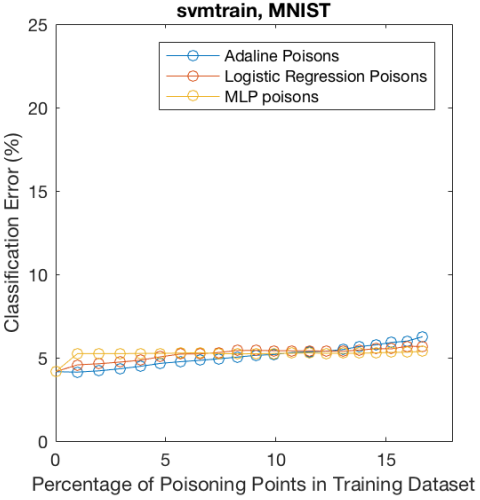 svmtrain, MNIST
25
20
15
10
5
0
Classification Error (%)
Adaline Poisons
Logistic Regression Poisons
MLP poisons
0 5 10 15
Percentage of Poisoning Points in Training Dataset